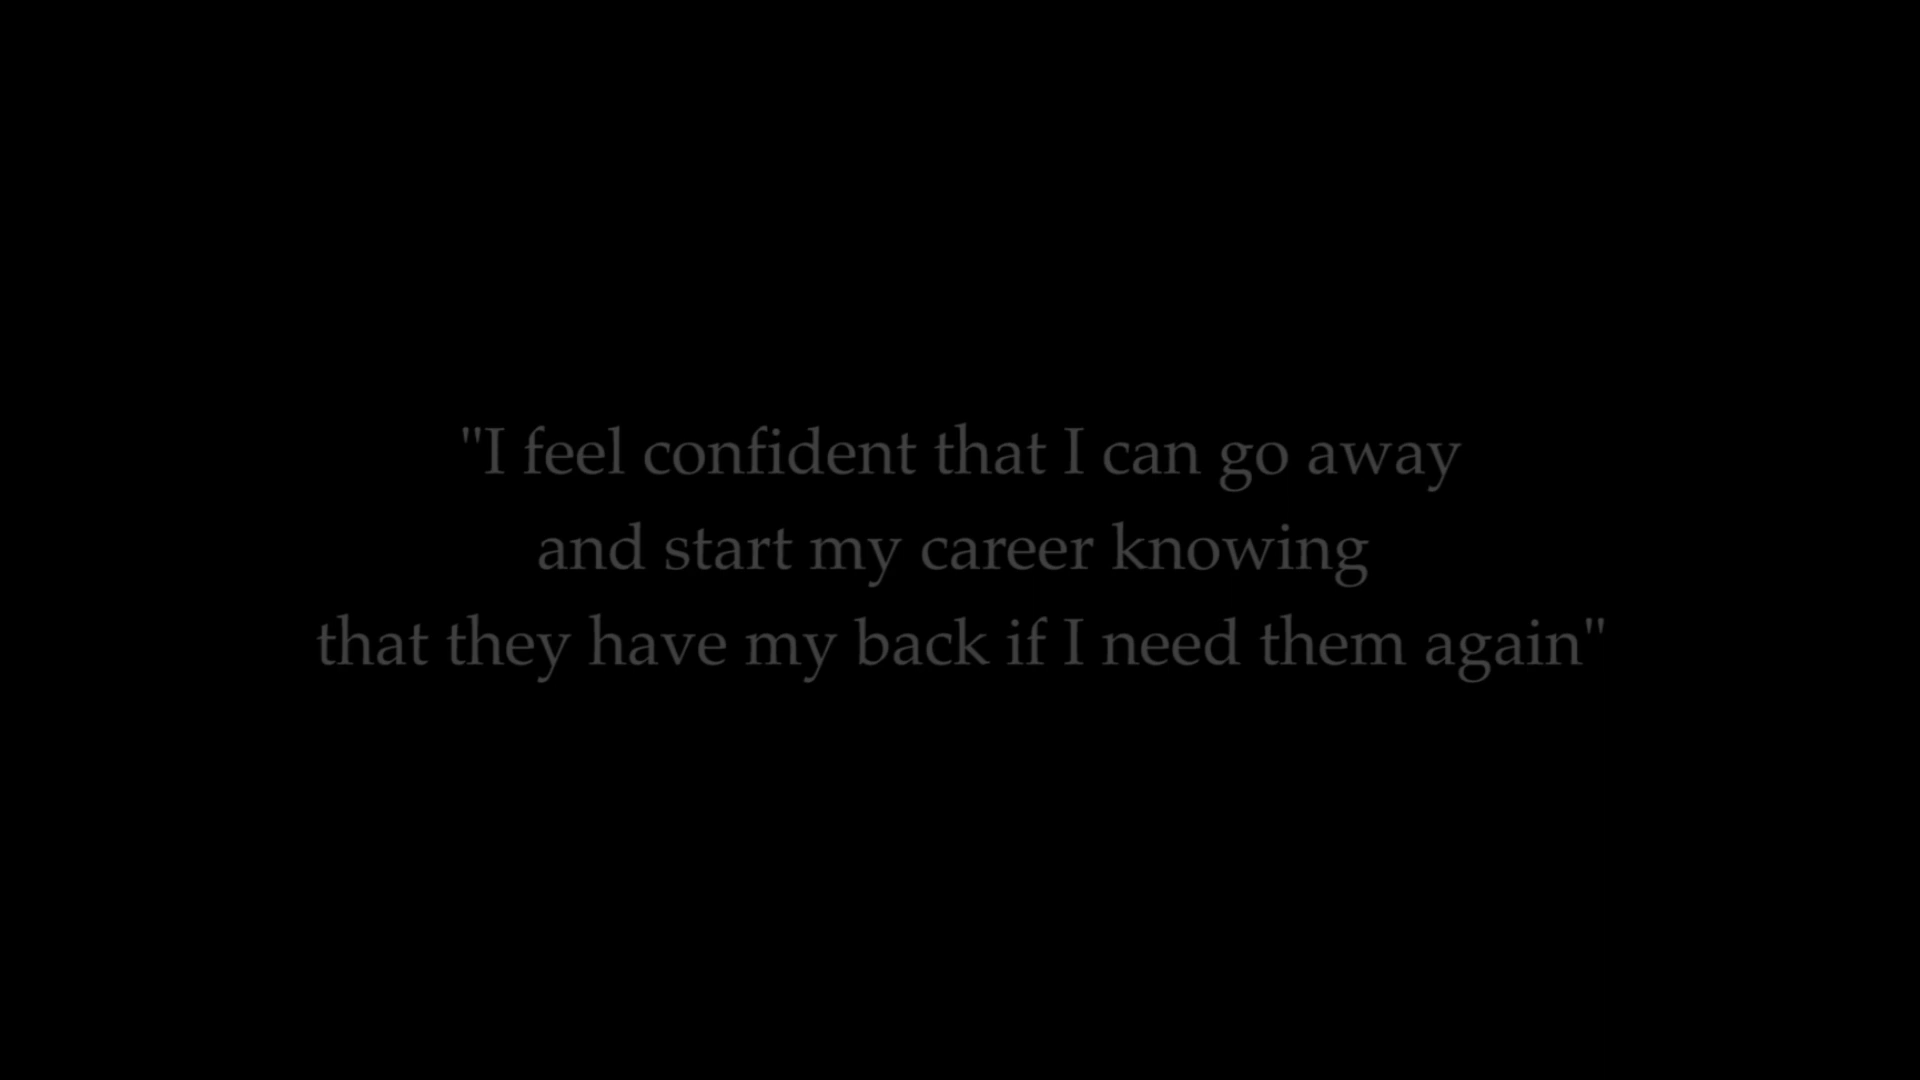 "I feel confident that I can go away
and start my career knowing
that they have my back if I need them again"